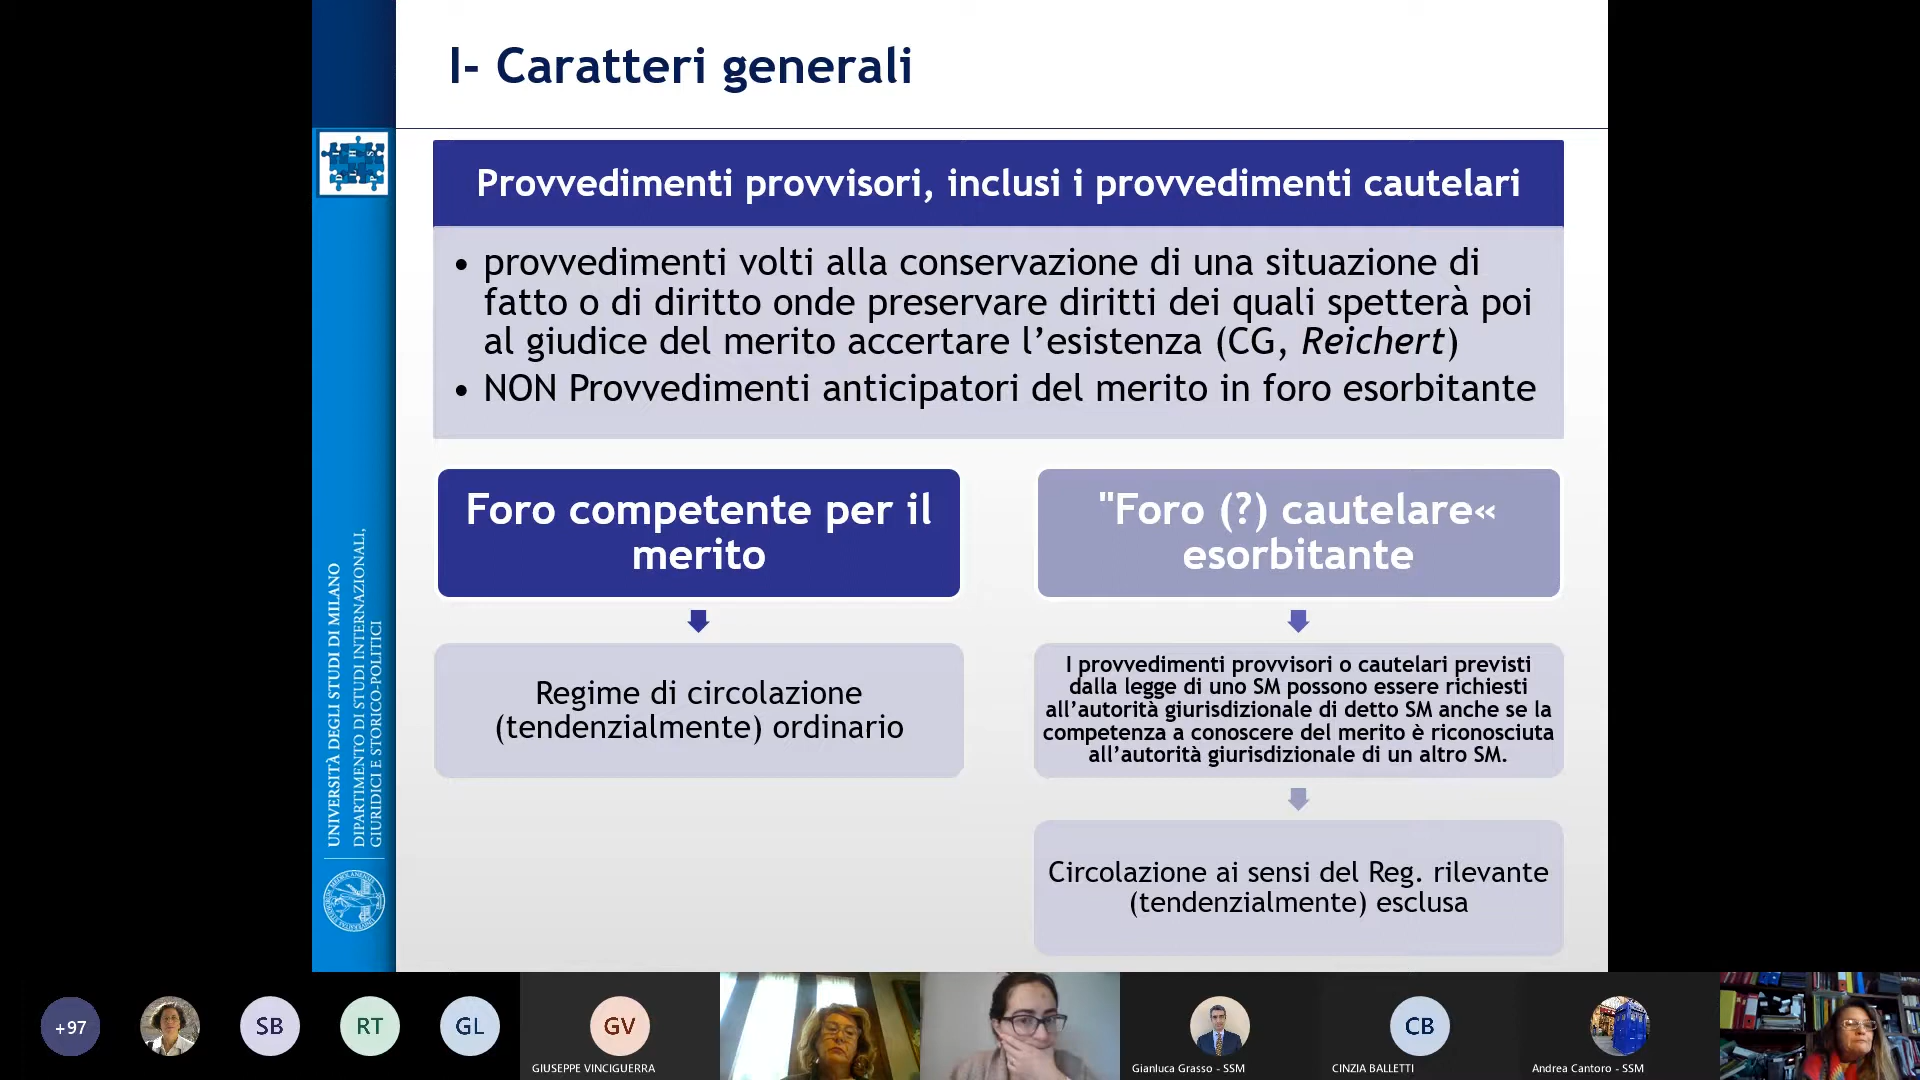 I- Caratteri generali
Provvedimenti provvisori, inclusi i provvedimenti cautelari
• provvedimenti volti alla conservazione di una situazione di
fatto o di diritto onde preservare diritti dei quali spetterà poi
al giudice del merito accertare l’esistenza (CG, Reichert)
• NON Provvedimenti anticipatori del merito in foro esorbitante
Foro competente per il
merito
Regime di circolazione
(tendenzialmente) ordinario
"Foro (?) cautelare«
esorbitante
I provvedimenti provvisori o cautelari previsti
dalla legge di uno SM possono essere richiesti
all’autorità giurisdizionale di detto SM anche se la
competenza a conoscere del merito è riconosciuta
all’autorità giurisdizionale di un altro SM.
Circolazione ai sensi del Reg. rilevante
(tendenzialmente) esclusa
UNIVERSITÀ DEGLI STUDI DI MILANO
DIPARTIMENTO DI STUDI INTERNAZIONALI,
GIURIDICI E STORICO-POLITICI
+97
SB
RT
GL
GV
GIUSEPPE VINCIGUERRA
Gianluca Grasso - SSM
CB
CINZIA BALLETTI
Andrea Cantoro - SSM